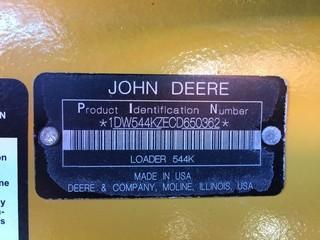 JOHN DEERE
Product Identification Number
*1DW544KZECD650362*
LOADER 544K
MADE IN USA
DEERE & COMPANY, MOLINE, ILLINOIS, USA